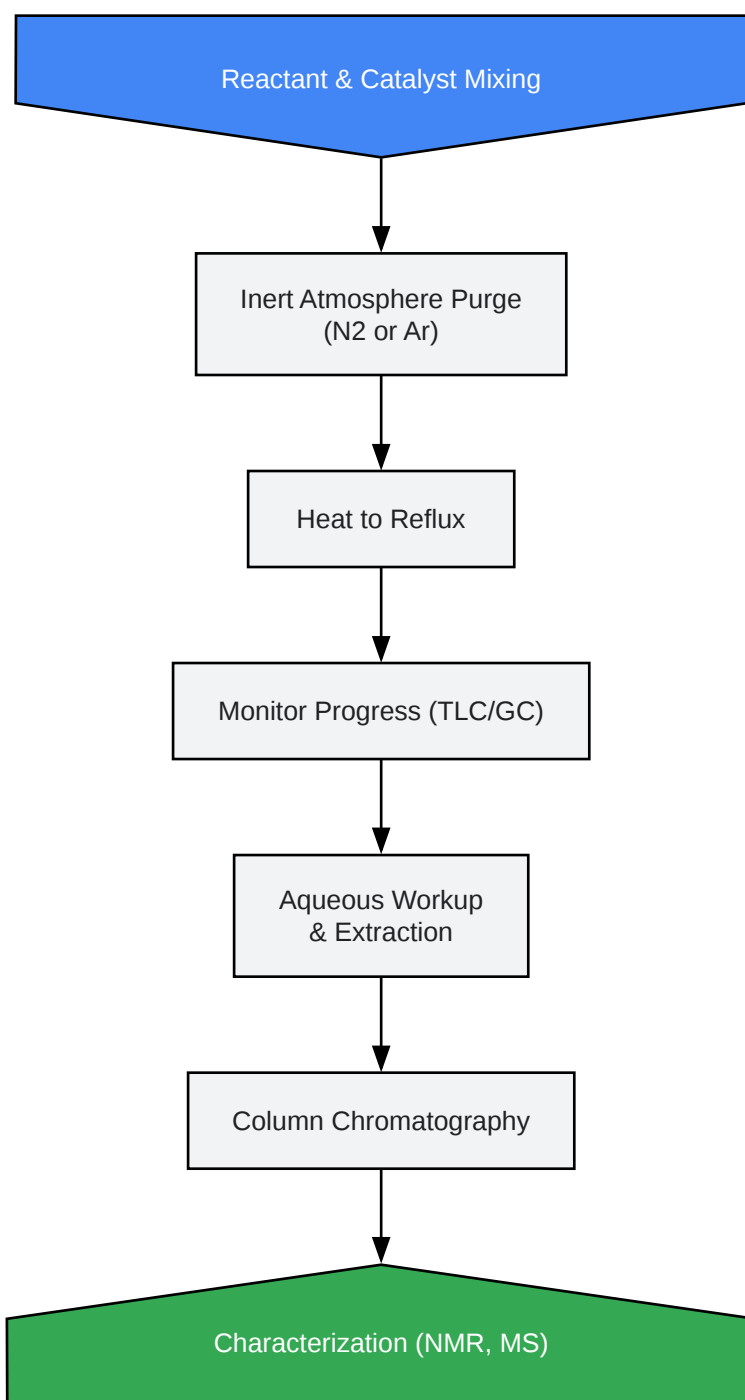 Reactant & Catalyst Mixing
Inert Atmosphere Purge
(N2 or Ar)
Heat to Reflux
Monitor Progress (TLC/GC)
Aqueous Workup
& Extraction
Column Chromatography
Characterization (NMR, MS)